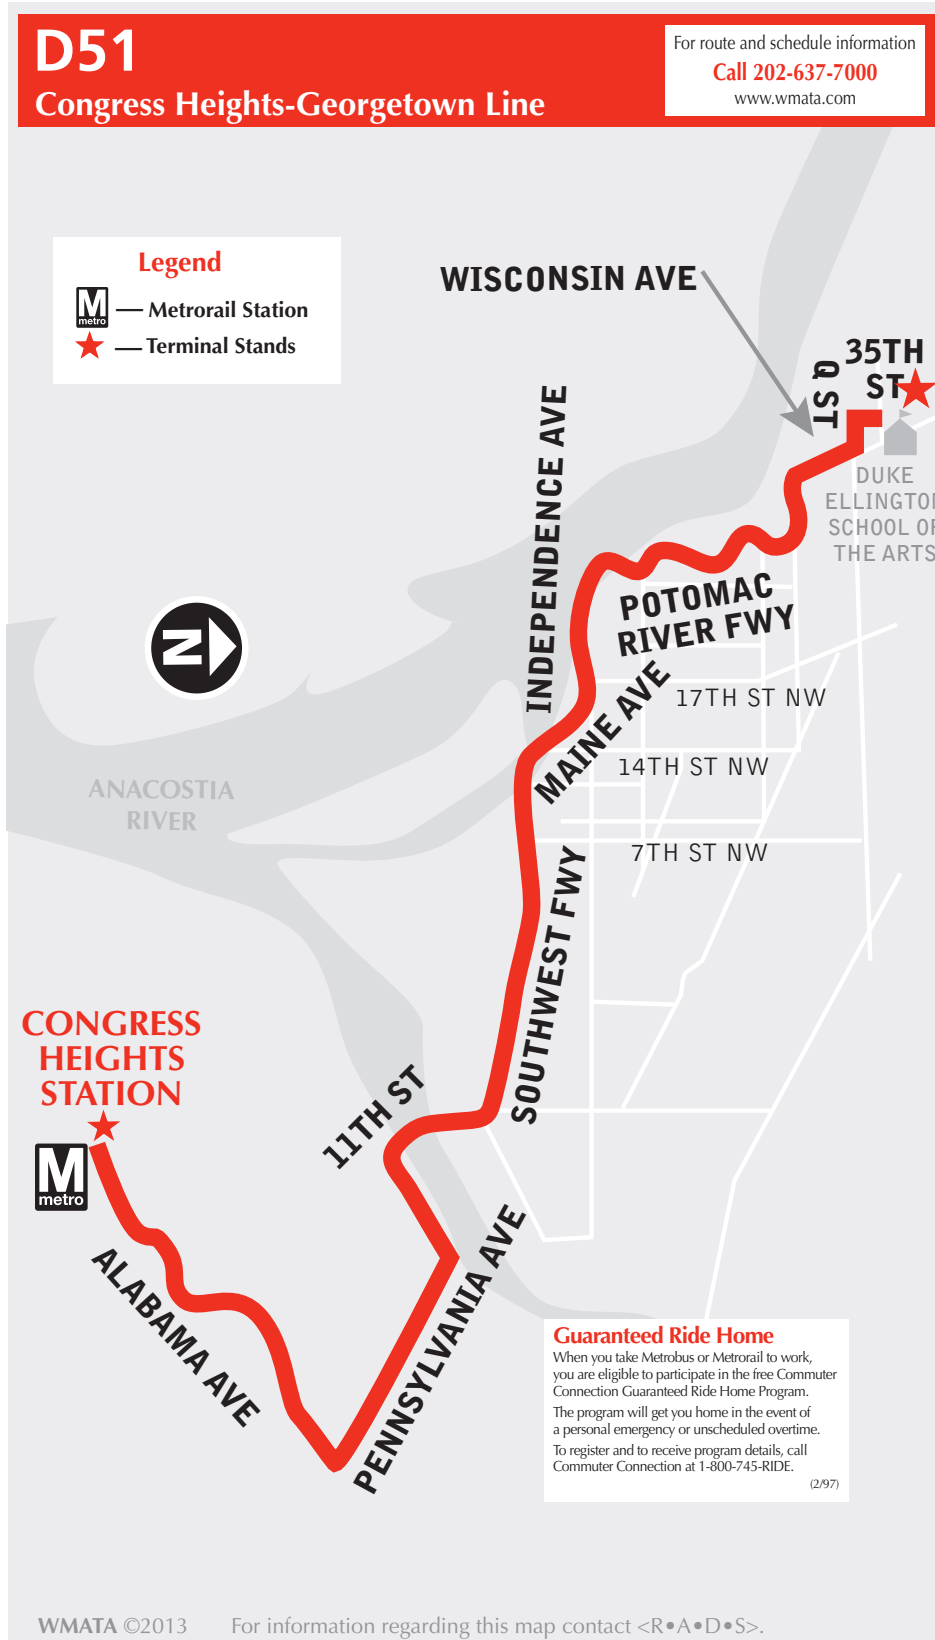 D51
Congress Heights-Georgetown Line
For route and schedule information
Call 202-637-7000
www.wmata.com
Legend
M
metro
Metrorail Station
Terminal Stands
WISCONSIN AVE
35TH
ST
Q ST
DUKE
ELLINGTON
SCHOOL OF
THE ARTS
INDEPENDENCE AVE
POTOMAC
RIVER FWY
N
MAINE AVE
17TH ST NW
14TH ST NW
7TH ST NW
ANACOSTIA
RIVER
SOUTHWEST FWY
CONGRESS
HEIGHTS
STATION
M
metro
11TH ST
ALABAMA AVE
PENNSYLVANIA AVE
Guaranteed Ride Home
When you take Metrobus or Metrorail to work,
you are eligible to participate in the free Commuter
Connection Guaranteed Ride Home Program.
The program will get you home in the event of
a personal emergency or unscheduled overtime.
To register and to receive program details, call
Commuter Connection at 1-800-745-RIDE.
(2/97)
WMATA ©2013 For information regarding this map contact <R•A•D•S>.